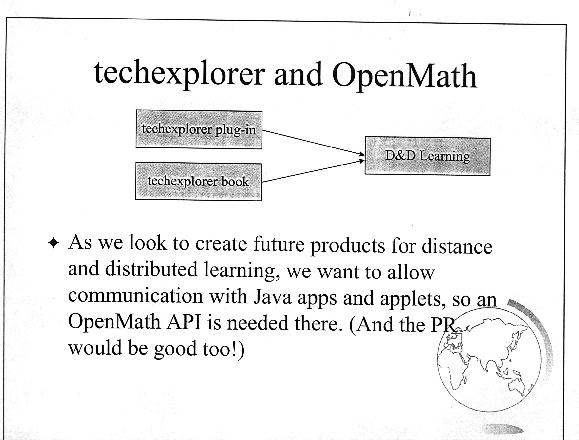 techexplorer and OpenMath
techexplorer plug-in
D&D Learning
techexplorer book
As we look to create future products for distance
and distributed learning, we want to allow
communication with Java apps and applets, so an
OpenMath API is needed there. (And the PR
would be good too!)